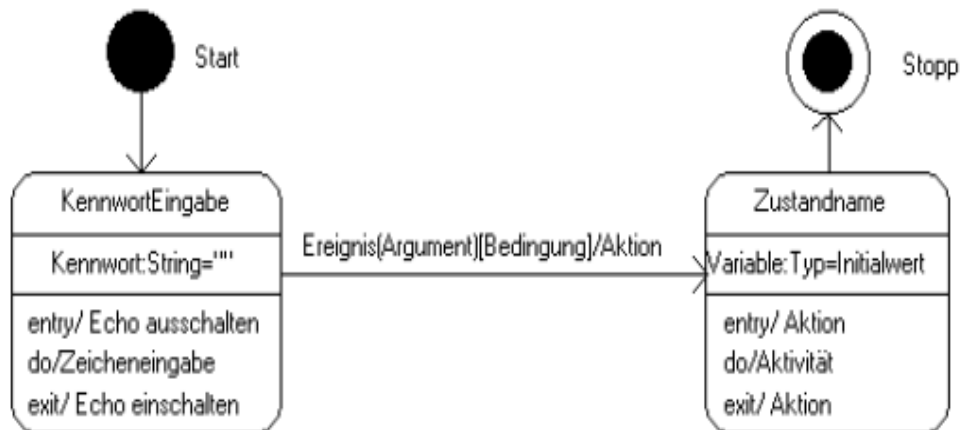 Start
Stopp
KennwortEingabe
Kennwort:String=""
entry/ Echo ausschalten
do/Zeicheneingabe
exit/ Echo einschalten
Ereignis(Argument)[Bedingung]/Aktion
Zustandname
Variable:Typ=Initialwert
entry/ Aktion
do/Aktivität
exit/ Aktion